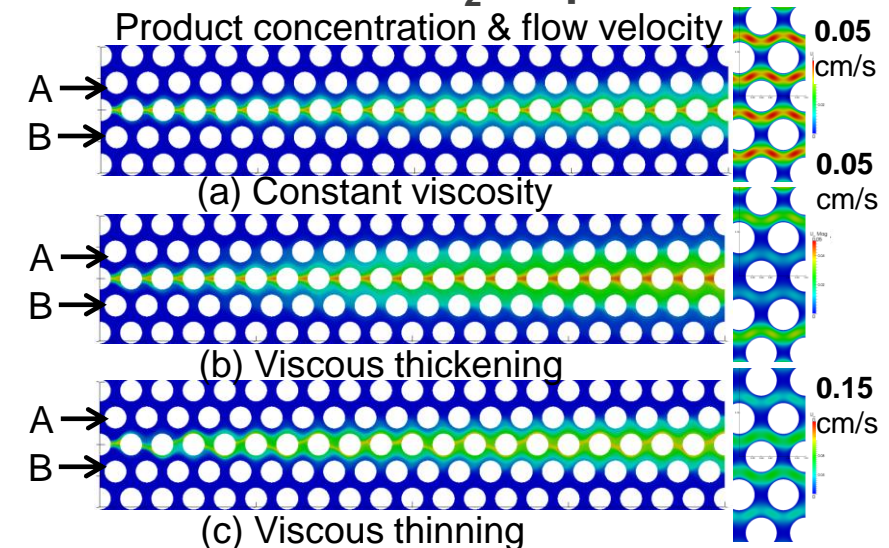 Product concentration & flow velocity
0.05
cm/s
A
B
(a) Constant viscosity
0.05
cm/s
A
B
(b) Viscous thickening
0.15
cm/s
A
B
(c) Viscous thinning